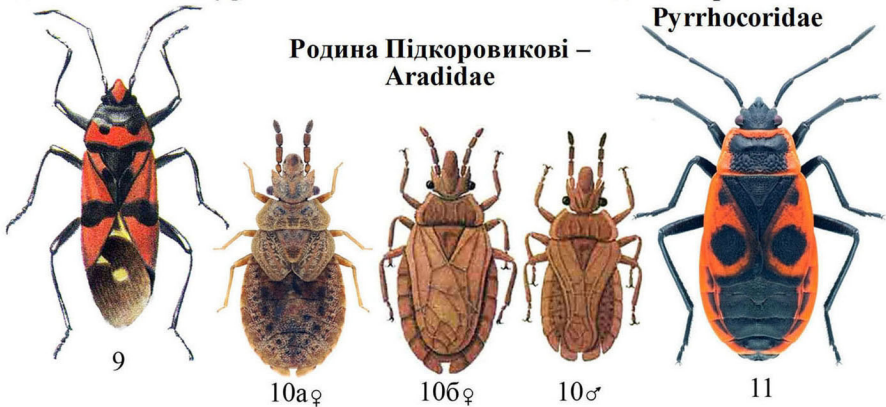 Pyrrhocoridae
Родина Підкоровикові –
Aradidae
9
10а♀
10б♀
10♂
11